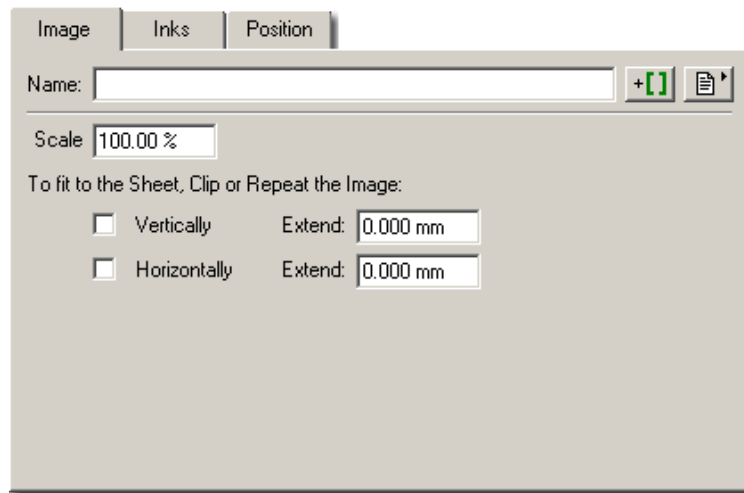 Image Inks Position
Name: +[]
Scale 100.00 %
To fit to the Sheet, Clip or Repeat the Image:
Vertically Extend: 0.000 mm
Horizontally Extend: 0.000 mm